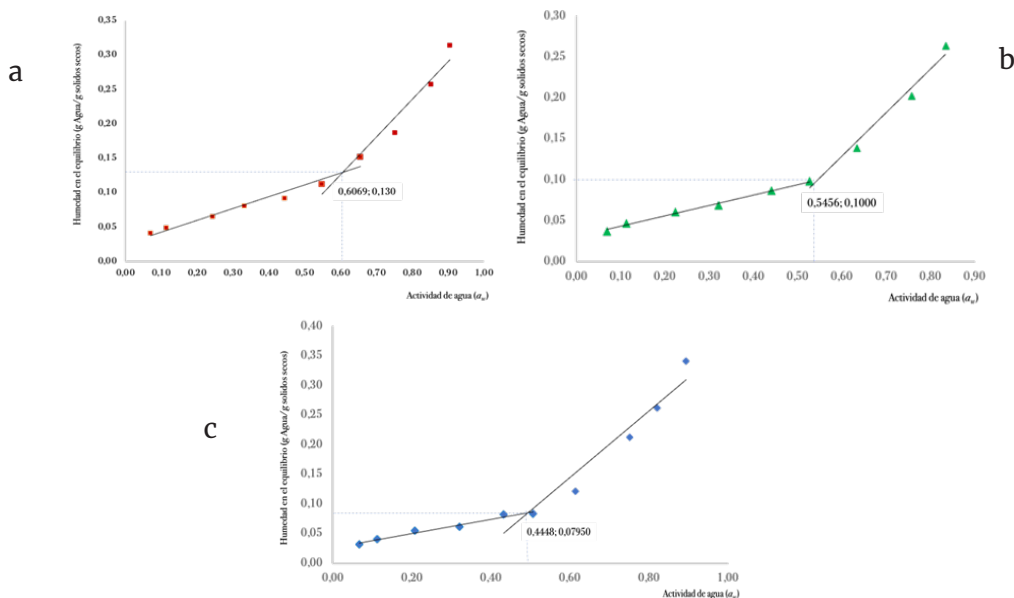 a
Humedad en el equilibrio (g Agua/g solidos secos)
0,35
0,30
0,25
0,20
0,15
0,10
0,05
0,00
0,6069; 0,130
0,00 0,10 0,20 0,30 0,40 0,50 0,60 0,70 0,80 0,90 1,00
Actividad de agua (aw)
b
Humedad en el equilibrio (g Agua/g solidos secos)
0,30
0,25
0,20
0,15
0,10
0,05
0,00
0,5456; 0,1000
0,00 0,10 0,20 0,30 0,40 0,50 0,60 0,70 0,80 0,90
Actividad de agua (aw)
c
Humedad en el equilibrio (g Agua/g solidos secos)
0,40
0,35
0,30
0,25
0,20
0,15
0,10
0,05
0,00
0,4448; 0,07950
0,00 0,20 0,40 0,60 0,80 1,00
Actividad de agua (aw)